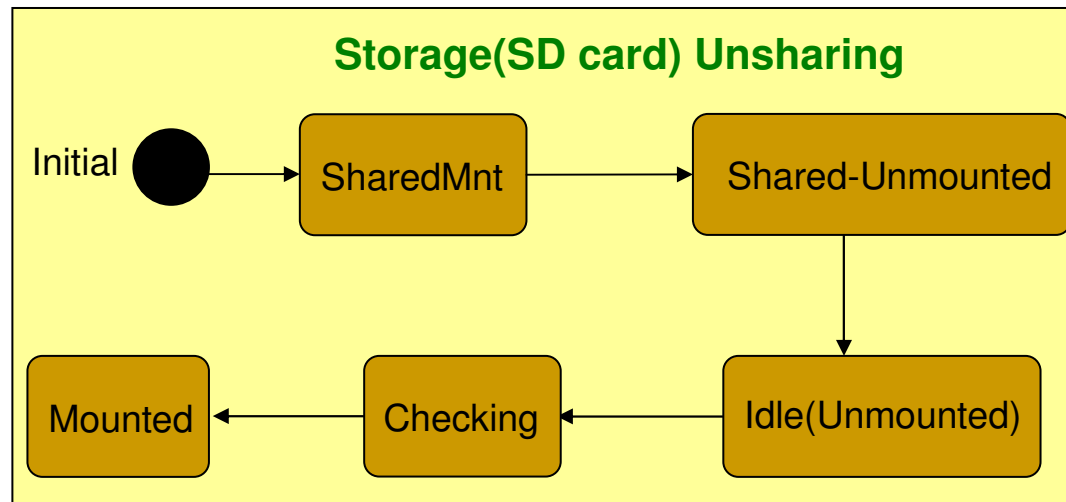 Storage(SD card) Unsharing
Initial
SharedMnt
Shared-Unmounted
Mounted
Checking
Idle(Unmounted)